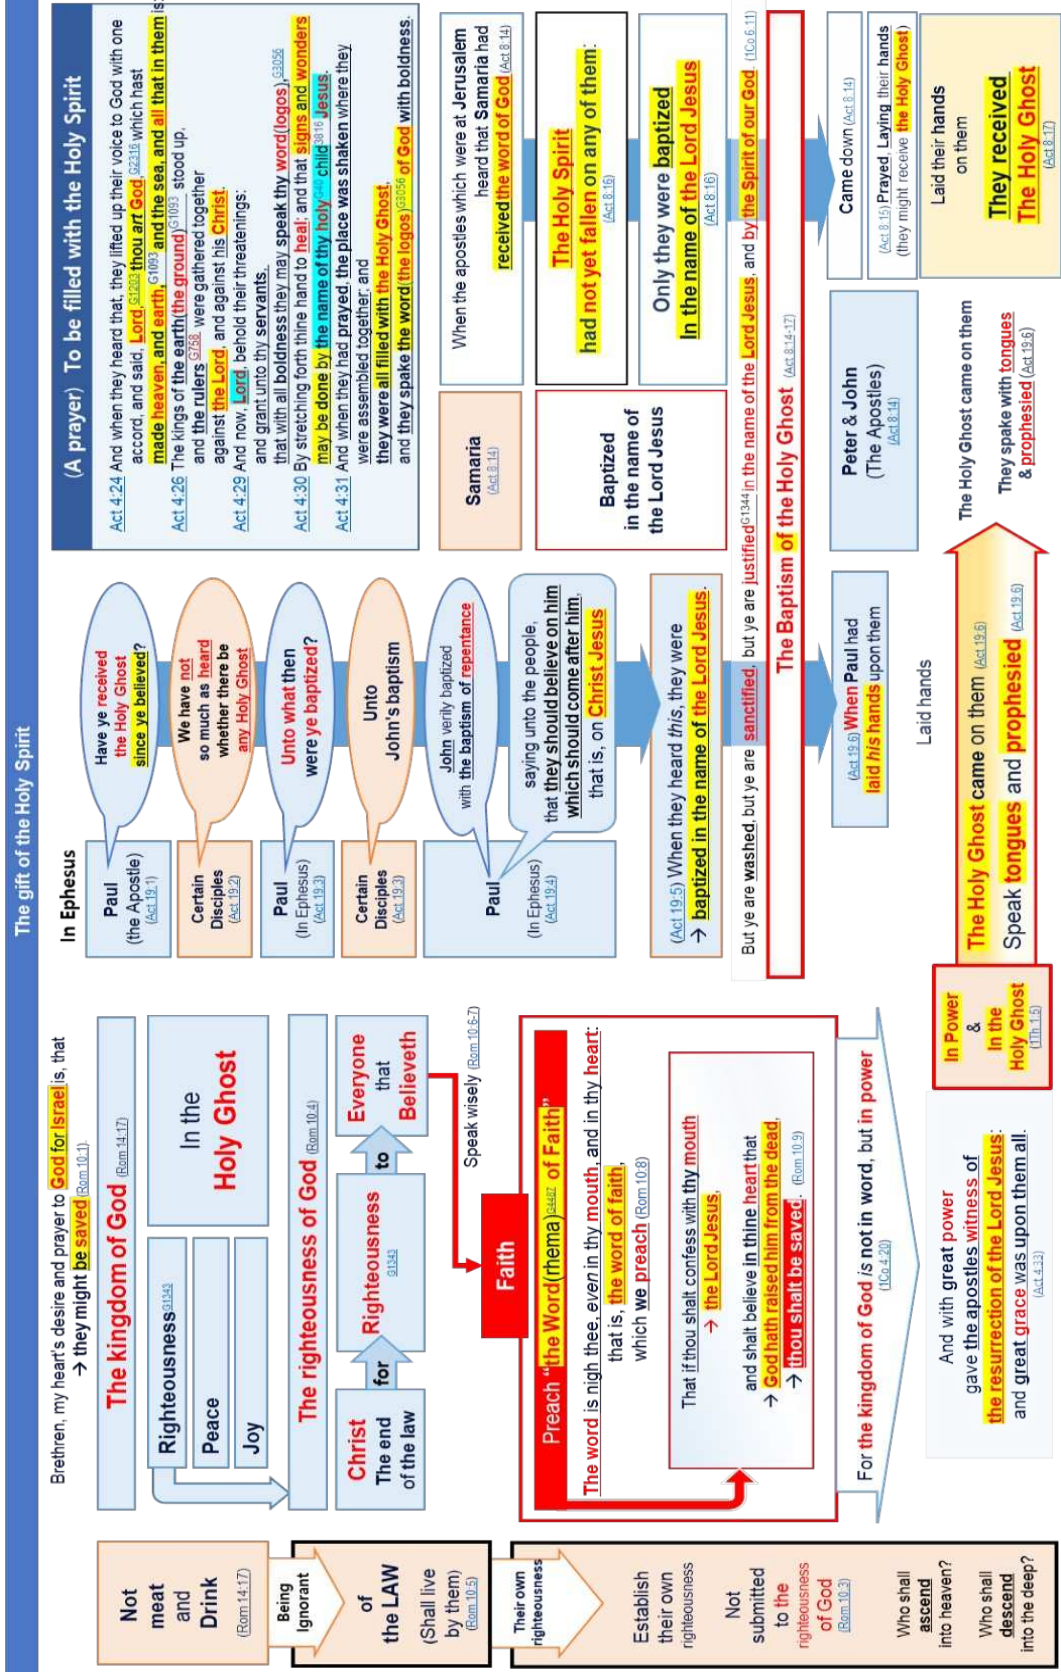 The gift of the Holy Spirit
Not
meat
and
Drink
(Rom 14:17)
Being
Ignorant
of
the LAW
(Shall live
by them)
(Rom 10:5)
Their own
righteousness
Establish
their own
righteousness
Not
submitted
to the
righteousness
of God
(Rom 10:3)
Who shall
ascend
into heaven?
Who shall
descend
into the deep?
Brethren, my heart's desire and prayer to God for Israel is, that
→ they might be saved (Rom 10:1).
The kingdom of God (Rom 14:17)
Righteousness G1343
Peace
Joy
In the
Holy Ghost
The righteousness of God (Rom 10:4)
Christ
The end
of the law
for
Righteousness
G1343
to
Everyone
that
Believeth
Speak wisely (Rom 10:6-7)
Faith
Preach “the Word(rhema)G4487 of Faith”
The word is nigh thee, even in thy mouth, and in thy heart:
that is, the word of faith,
which we preach (Rom 10:8)
That if thou shalt confess with thy mouth
→ the Lord Jesus,
and shalt believe in thine heart that
→ God hath raised him from the dead,
→ thou shalt be saved. (Rom 10:9)
For the kingdom of God is not in word, but in power
(1Co 4:20)
And with great power
gave the apostles witness of
the resurrection of the Lord Jesus:
and great grace was upon them all.
(Act 4:33)
In Power
&
In the
Holy Ghost
(1Th 1:5)
The Holy Ghost came on them (Act 19:6)
Speak tongues and prophesied (Act 19:6)
In Ephesus
Paul
(the Apostle)
(Act 19:1)
Have ye received
the Holy Ghost
since ye believed?
Certain
Disciples
(Act 19:2)
We have not
so much as heard
whether there be
any Holy Ghost
Paul
(In Ephesus)
(Act 19:3)
Unto what then
were ye baptized?
Certain
Disciples
(Act 19:3)
Unto
John's baptism
Paul
(In Ephesus)
(Act 19:4)
John verily baptized
with the baptism of repentance
saying unto the people,
that they should believe on him
which should come after him,
that is, on Christ Jesus
(Act 19:5) When they heard this, they were
→ baptized in the name of the Lord Jesus.
But ye are washed, but ye are sanctified, but ye are justifiedG1344 in the name of the Lord Jesus, and by the Spirit of our God. (1Co 6:11)
The Baptism of the Holy Ghost (Act 8:14-17)
(Act 19:6) When Paul had
laid his hands upon them
Laid hands
(A prayer) To be filled with the Holy Spirit
Act 4:24 And when they heard that, they lifted up their voice to God with one
accord, and said, Lord,G1203 thou art God,G2316 which hast
made heaven, and earth,G1093 and the sea, and all that in them is:
Act 4:26 The kings of the earth(the ground)G1093 stood up,
and the rulers G758 were gathered together
against the Lord, and against his Christ.
Act 4:29 And now, Lord, behold their threatenings:
and grant unto thy servants,
that with all boldness they may speak thy word(logos),G3056
Act 4:30 By stretching forth thine hand to heal; and that signs and wonders
may be done by the name of thy holyG40 child3816 Jesus.
Act 4:31 And when they had prayed, the place was shaken where they
were assembled together; and
they were all filled with the Holy Ghost,
and they spake the word(the logos)G3056 of God with boldness.
Samaria
(Act 8:14)
When the apostles which were at Jerusalem
heard that Samaria had
received the word of God (Act 8:14)
Baptized
in the name of
the Lord Jesus
The Holy Spirit
had not yet fallen on any of them:
(Act 8:16)
Only they were baptized
In the name of the Lord Jesus
(Act 8:16)
Peter & John
(The Apostles)
(Act 8:14)
Came down (Act 8:14)
(Act 8:15) Prayed, Laying their hands
(they might receive the Holy Ghost)
Laid their hands
on them
They received
The Holy Ghost
(Act 8:17)
The Holy Ghost came on them
They spake with tongues
& prophesied (Act 19:6)